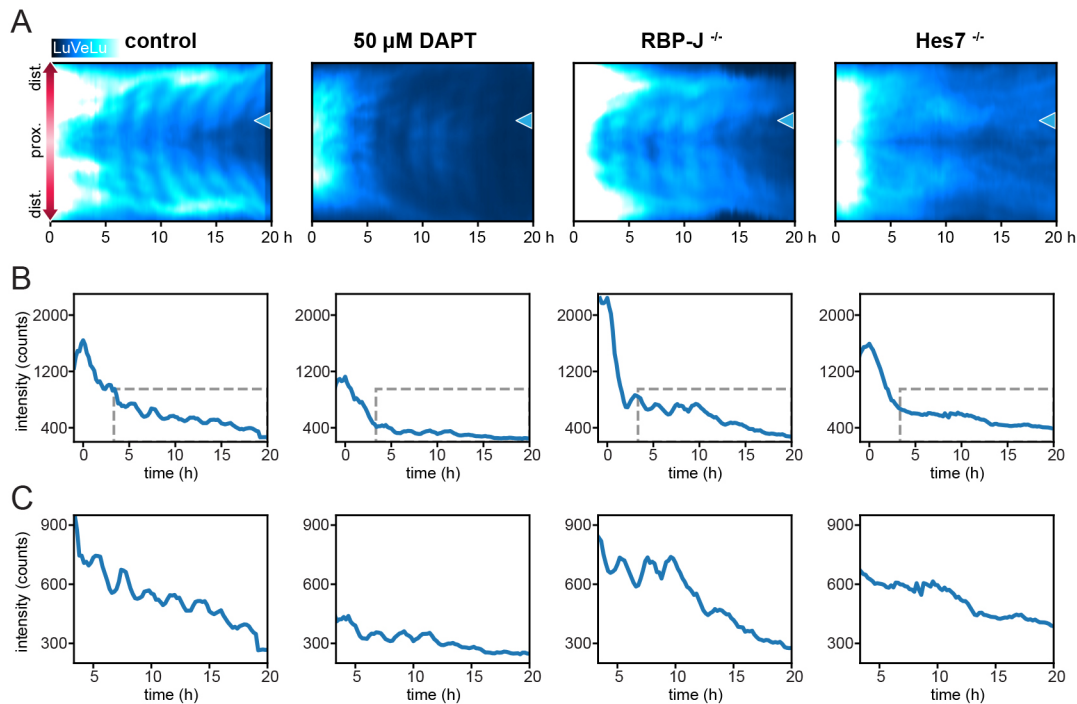 A
LuVeLu control 50 µM DAPT RBP-J -/- Hes7 -/-
dist.
prox.
dist.
0 5 10 15 20 h 0 5 10 15 20 h 0 5 10 15 20 h 0 5 10 15 20 h
B
intensity (counts)
2000 2000 2000 2000
1200 1200 1200 1200
400 400 400 400
0 5 10 15 20 0 5 10 15 20 0 5 10 15 20 0 5 10 15 20
time (h) time (h) time (h) time (h)
C
intensity (counts)
900 900 900 900
600 600 600 600
300 300 300 300
5 10 15 20 5 10 15 20 5 10 15 20 5 10 15 20
time (h) time (h) time (h) time (h)